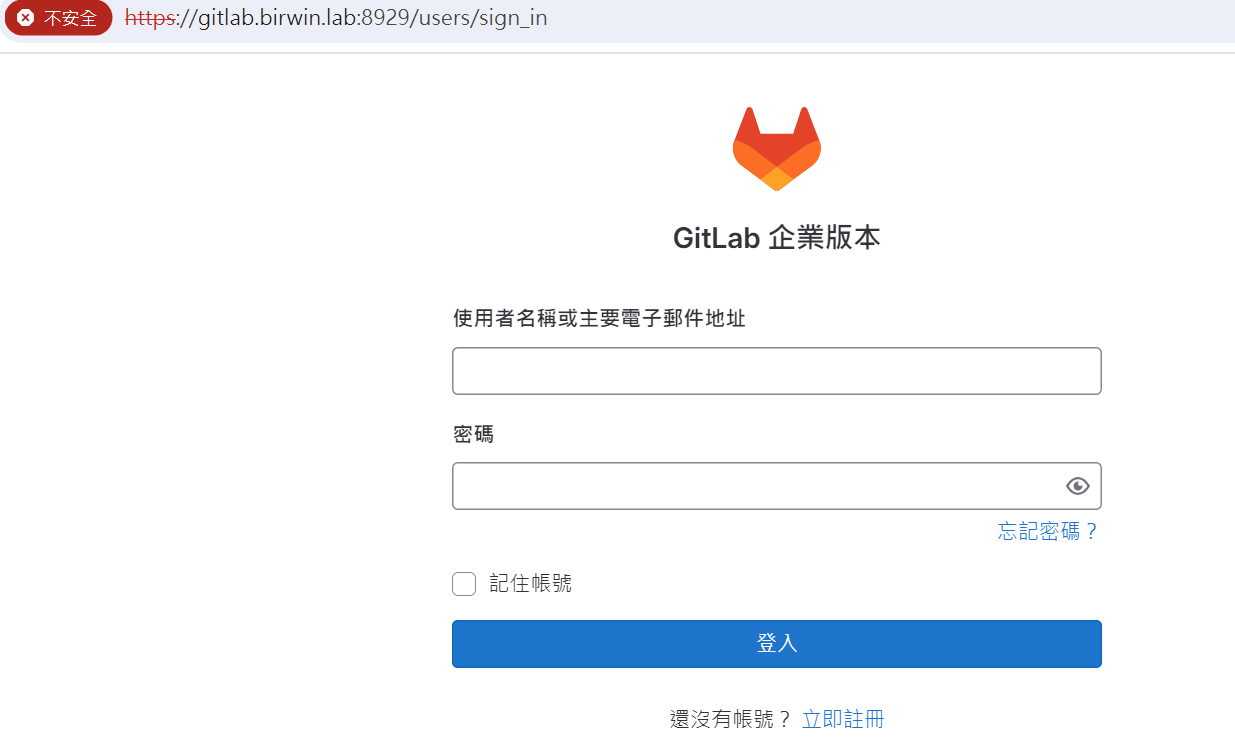 不安全 https://gitlab.birwin.lab:8929/users/sign_in
GitLab 企業版本
使用者名稱或主要電子郵件地址
密碼
忘記密碼？
記住帳號
登入
還沒有帳號？ 立即註冊